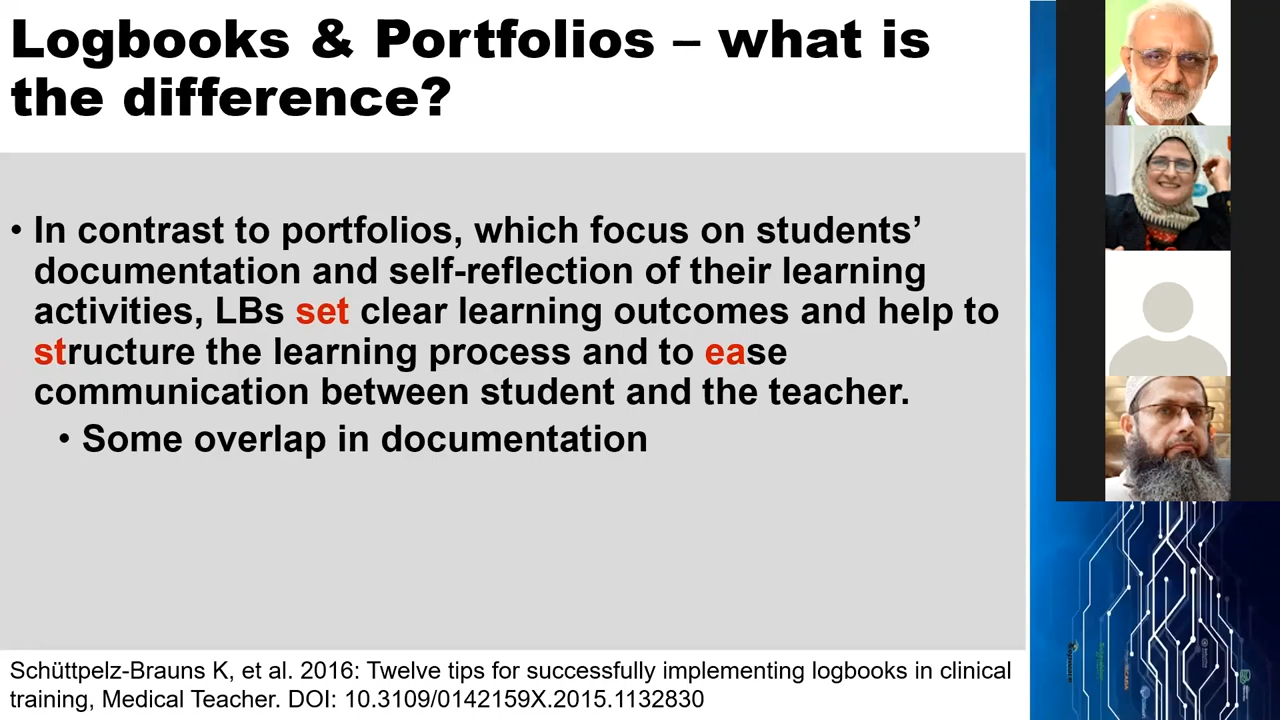 Logbooks & Portfolios – what is
the difference?
• In contrast to portfolios, which focus on students’
documentation and self-reflection of their learning
activities, LBs set clear learning outcomes and help to
structure the learning process and to ease
communication between student and the teacher.
• Some overlap in documentation
Schüttpelz-Brauns K, et al. 2016: Twelve tips for successfully implementing logbooks in clinical
training, Medical Teacher. DOI: 10.3109/0142159X.2015.1132830